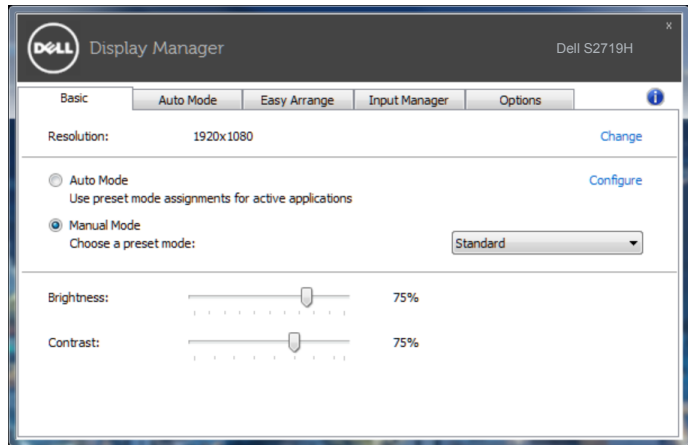 DELL Display Manager Dell S2719H x
Basic Auto Mode Easy Arrange Input Manager Options i
Resolution: 1920x1080 Change
Auto Mode Configure
Use preset mode assignments for active applications
Manual Mode
Choose a preset mode: Standard
Brightness: 75%
Contrast: 75%